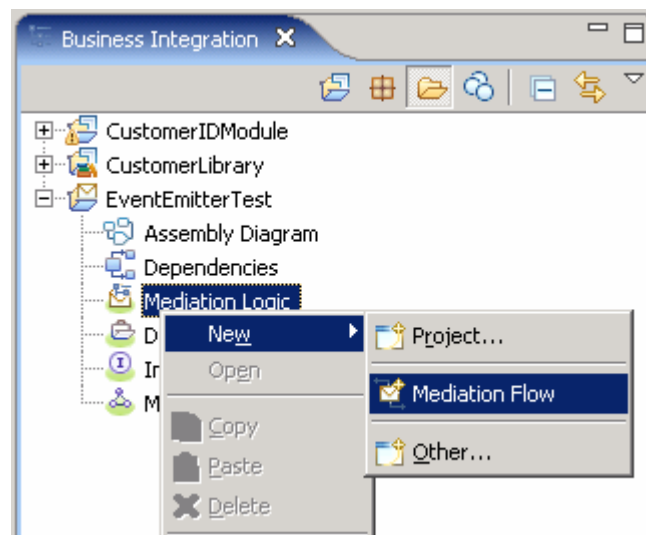 Business Integration
CustomerIDModule
CustomerLibrary
EventEmitterTest
Assembly Diagram
Dependencies
Mediation Logic
D
In
M
New
Open
Copy
Paste
Delete
Project...
Mediation Flow
Other...